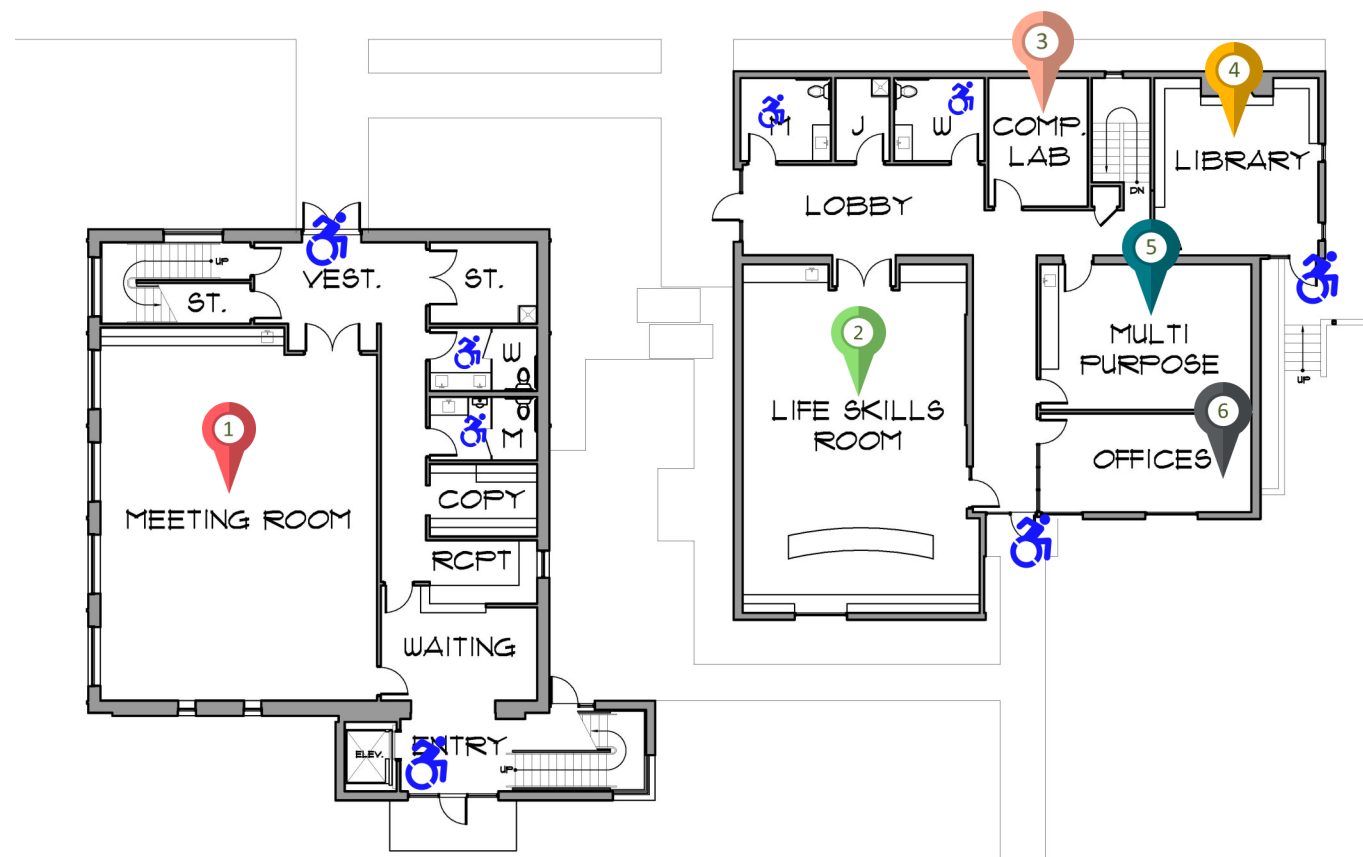 1
MEETING ROOM
UP
ST.
VEST.
ST.
W
M
COPY
RCPT
WAITING
ENTRY
ELEV.
UP
2
LIFE SKILLS
ROOM
LOBBY
M
J
W
3
COMP.
LAB
DN
4
LIBRARY
5
MULTI
PURPOSE
6
OFFICES
UP